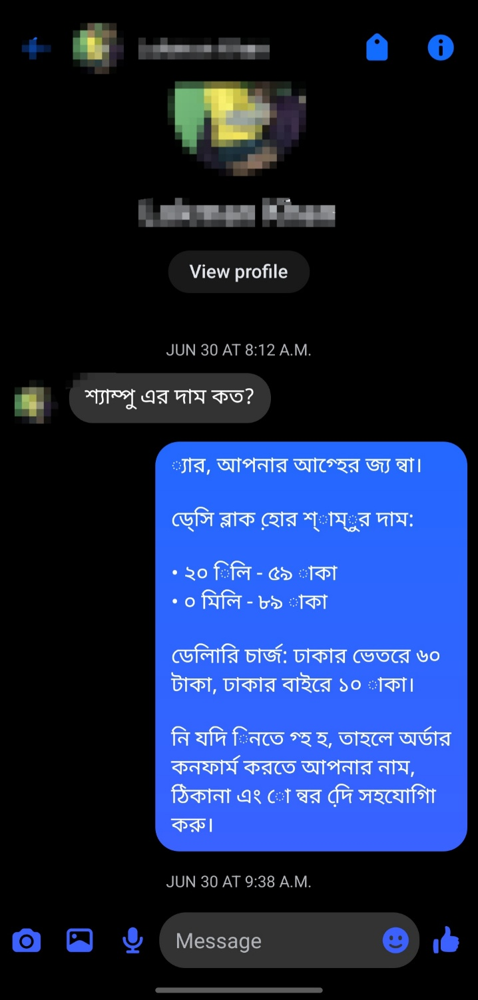 View profile
JUN 30 AT 8:12 A.M.
শ্যাম্পু এর দাম কত?
্যার, আপনার আগ্হের জ্য ন্বা।
ডে্সি ব্লাক হ়োর শ্াম্ুর দাম:
• ২০ িলি - ৫৯ াকা
• ০ মিলি - ৮৯ াকা
ডেলিারি চার্জ: ঢাকার ভেতরে ৬০
টাকা, ঢাকার বাইরে ১০ াকা।
নি যদি িনতে গ্হ হ, তাহলে অর্ডার
কনফার্ম করতে আপনার নাম,
ঠিকানা এং ো ন্বর দি়ে সহযোগিা
করু।
JUN 30 AT 9:38 A.M.
Message